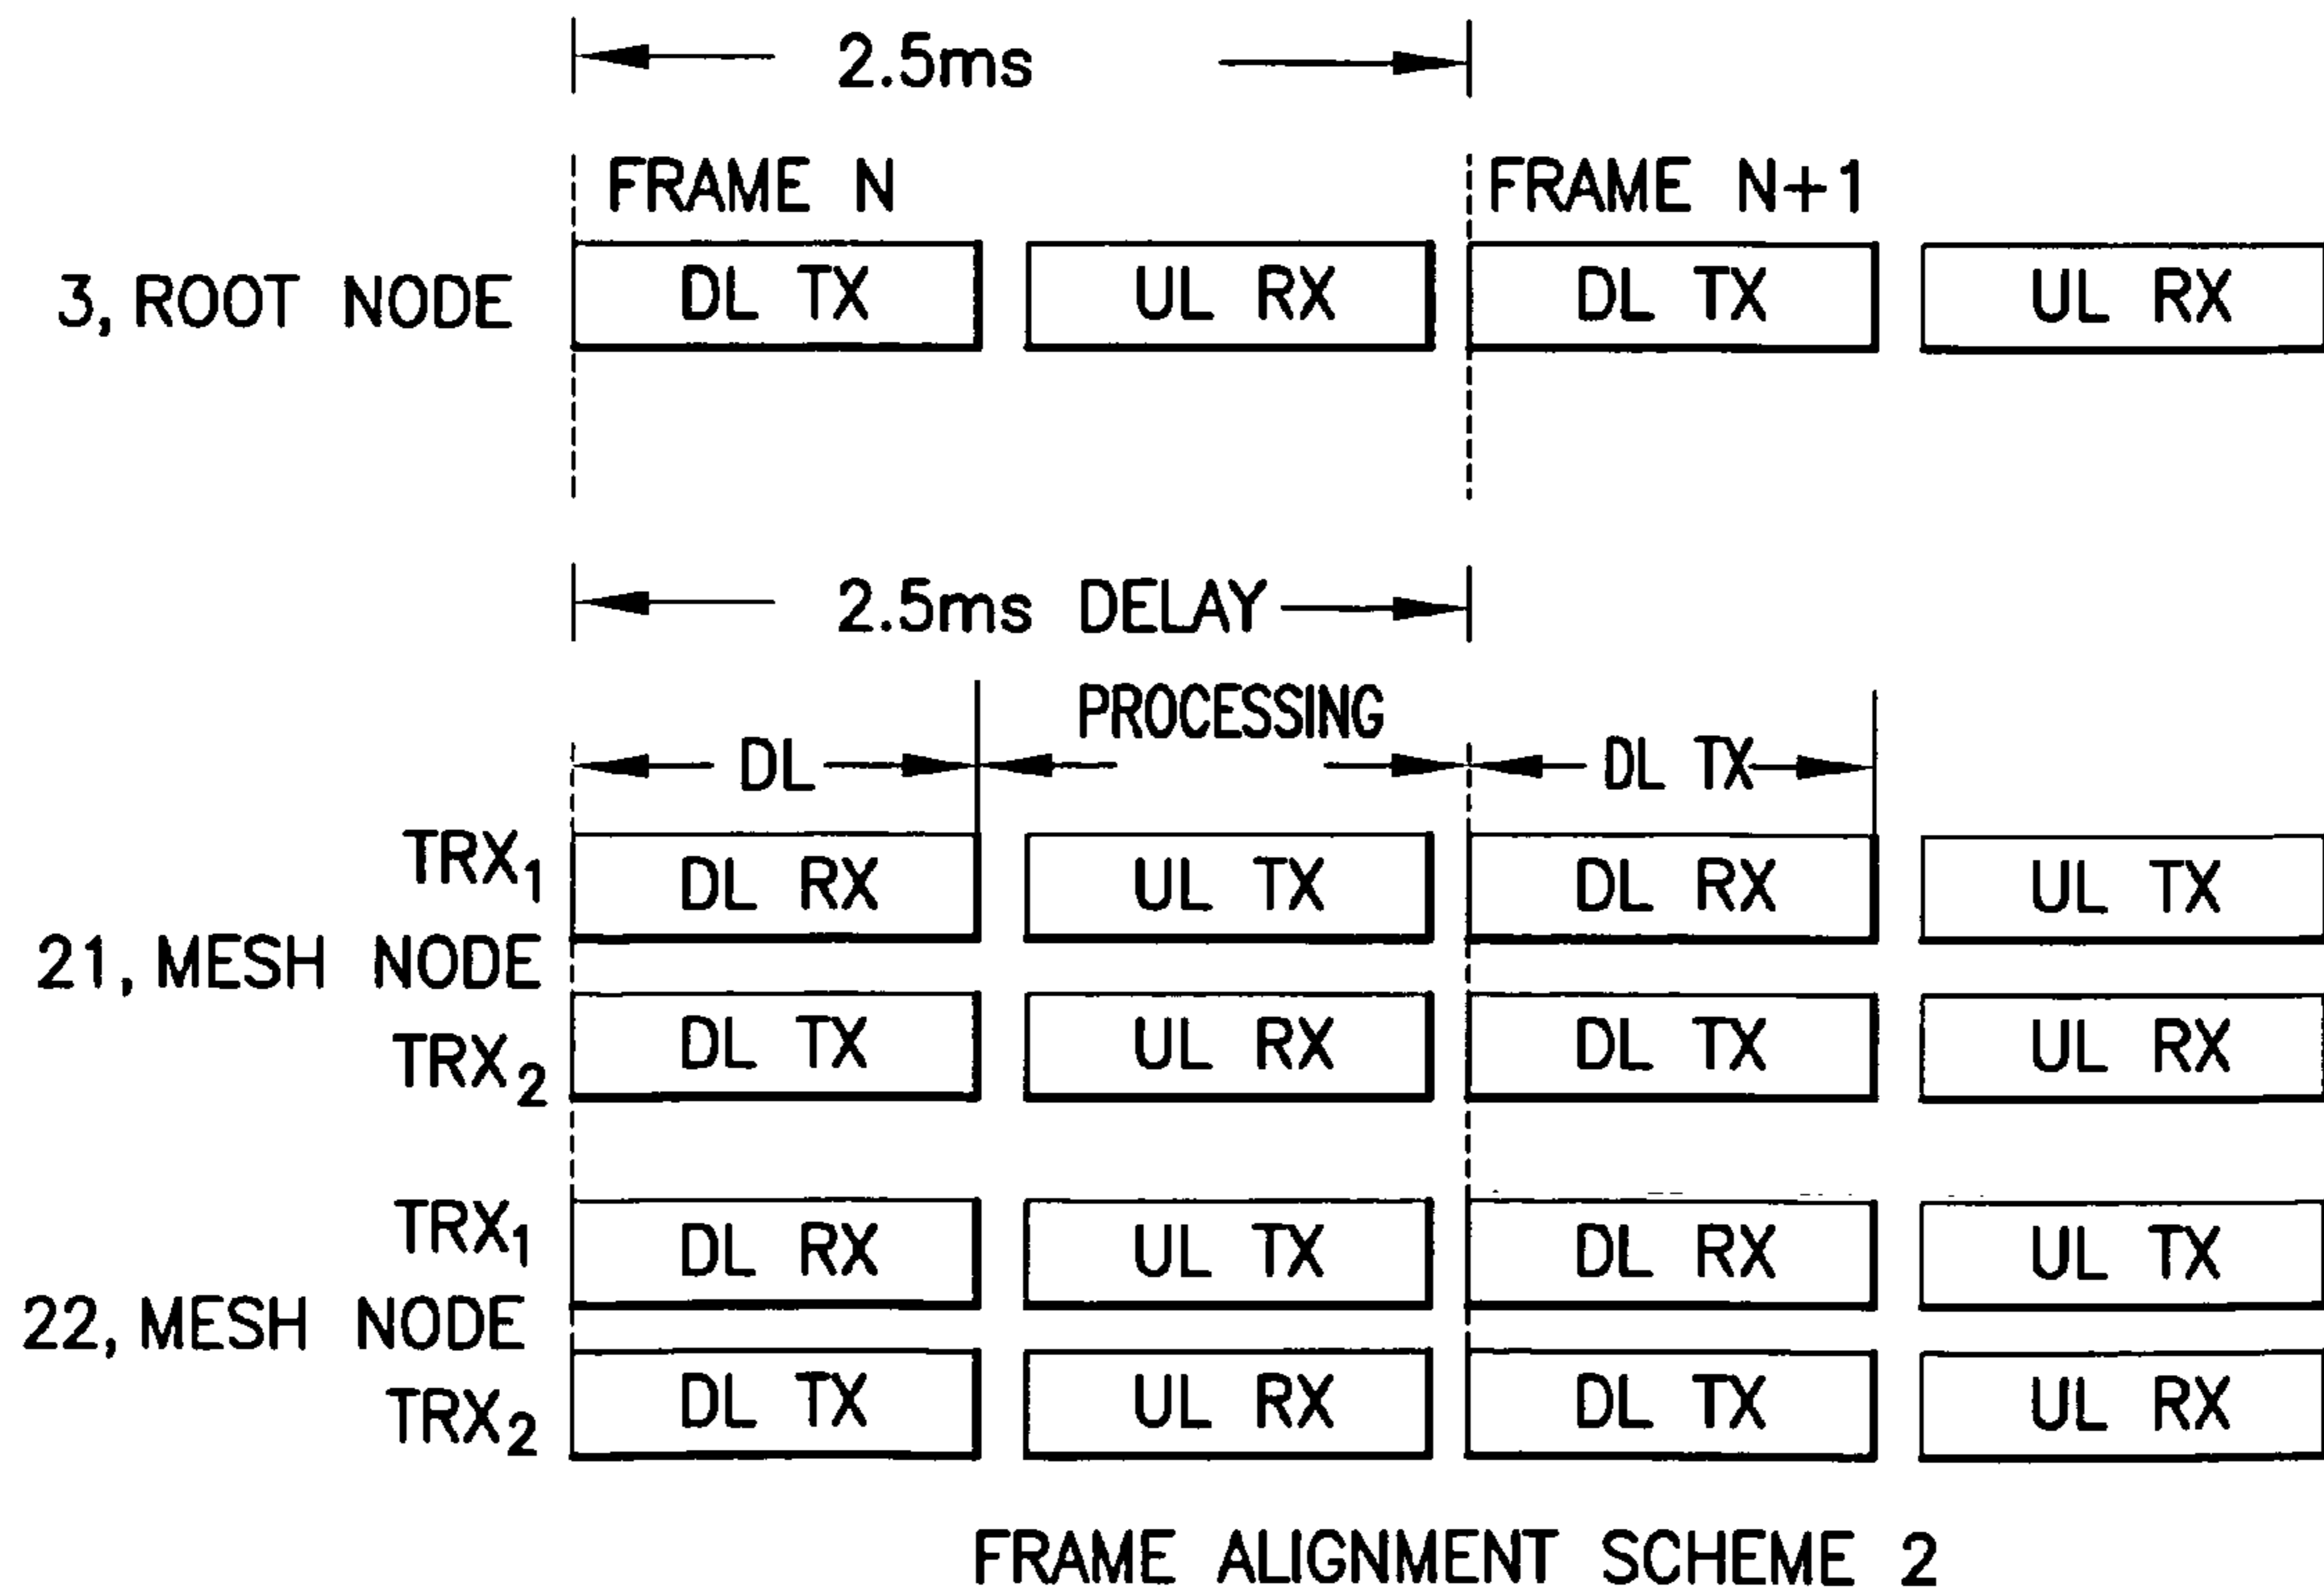 2.5ms
FRAME N FRAME N+1
3, ROOT NODE DL TX UL RX DL TX UL RX
2.5ms DELAY
PROCESSING
DL DL TX
TRX1 DL RX UL TX DL RX UL TX
21, MESH NODE
TRX2 DL TX UL RX DL TX UL RX
TRX1 DL RX UL TX DL RX UL TX
22, MESH NODE
TRX2 DL TX UL RX DL TX UL RX
FRAME ALIGNMENT SCHEME 2